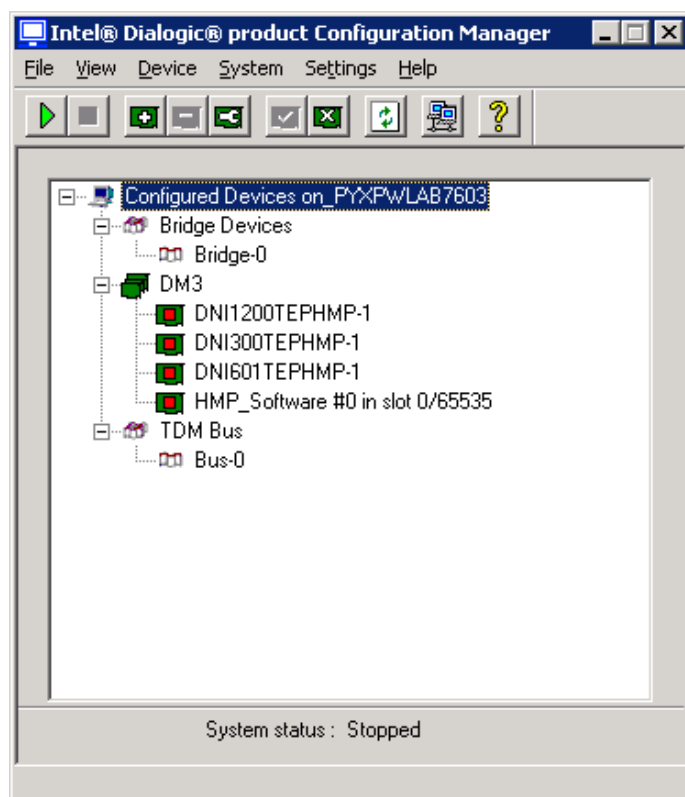 Intel® Dialogic® product Configuration Manager
File View Device System Settings Help
Configured Devices on_PYXPWLAB7603
Bridge Devices
Bridge-0
DM3
DNI1200TEPHMP-1
DNI300TEPHMP-1
DNI601TEPHMP-1
HMP_Software #0 in slot 0/65535
TDM Bus
Bus-0
System status : Stopped